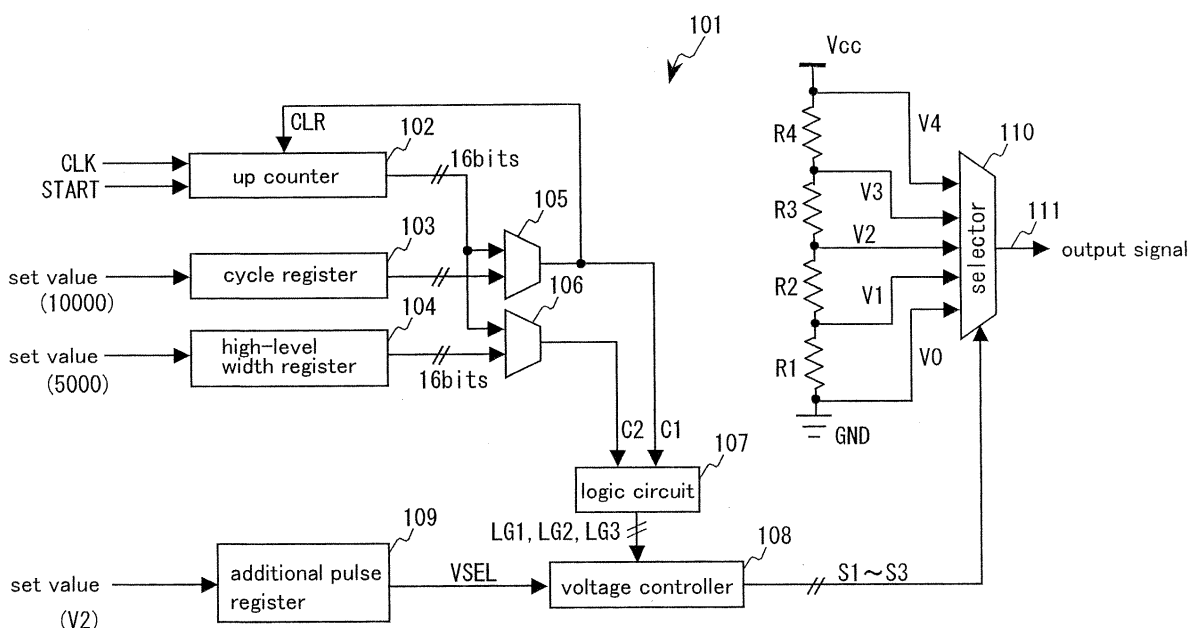 101
Vcc
CLR
102
CLK
START
up counter
16bits
R4
V4
110
105
V3
R3
103
V2
111
selector
output signal
set value
(10000)
cycle register
106
R2
V1
104
set value
(5000)
high-level
width register
16bits
R1
V0
C2
C1
GND
107
logic circuit
109
LG1, LG2, LG3
108
set value
(V2)
additional pulse
register
VSEL
voltage controller
S1~S3